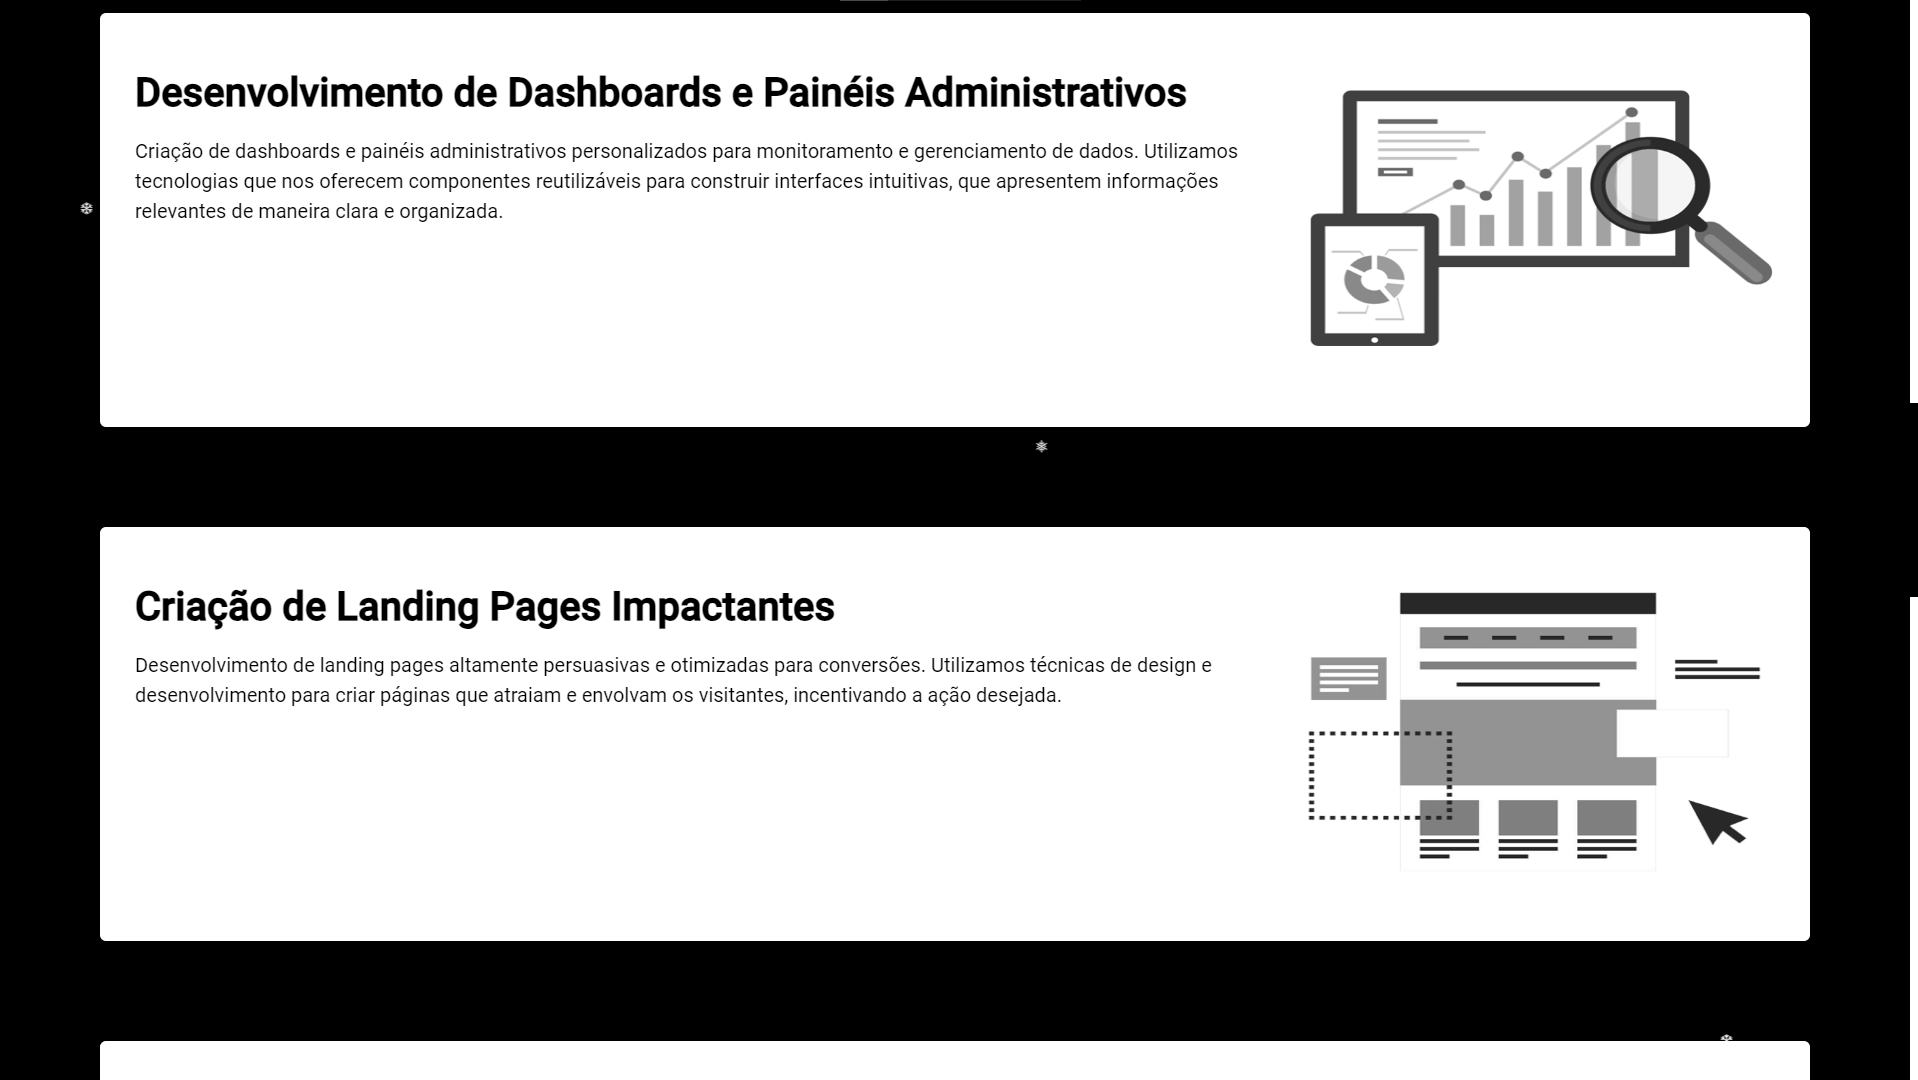 Desenvolvimento de Dashboards e Painéis Administrativos
Criação de dashboards e painéis administrativos personalizados para monitoramento e gerenciamento de dados. Utilizamos
tecnologias que nos oferecem componentes reutilizáveis para construir interfaces intuitivas, que apresentem informações
relevantes de maneira clara e organizada.
Criação de Landing Pages Impactantes
Desenvolvimento de landing pages altamente persuasivas e otimizadas para conversões. Utilizamos técnicas de design e
desenvolvimento para criar páginas que atraiam e envolvam os visitantes, incentivando a ação desejada.